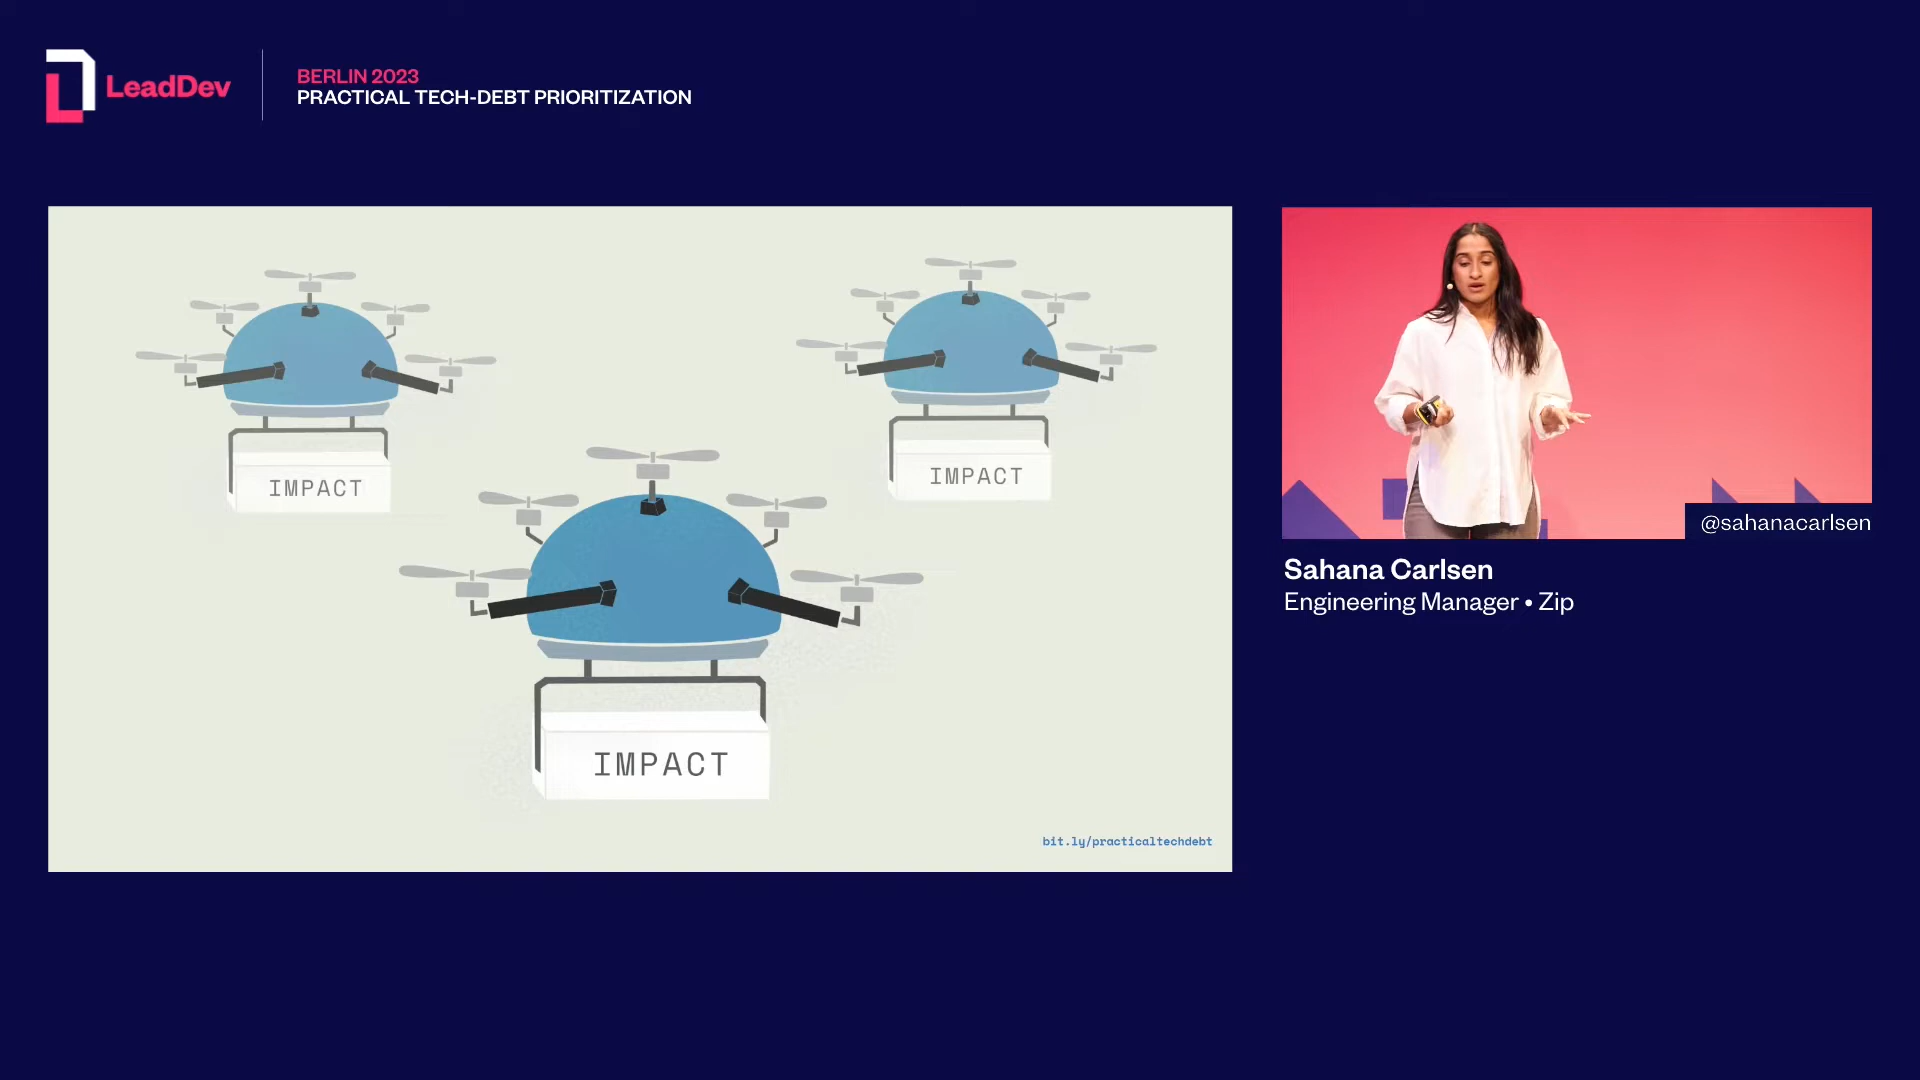 LeadDev
BERLIN 2023
PRACTICAL TECH-DEBT PRIORITIZATION
IMPACT
IMPACT
IMPACT
bit.ly/practicaltechdebt
@sahanacarlsen
Sahana Carlsen
Engineering Manager • Zip